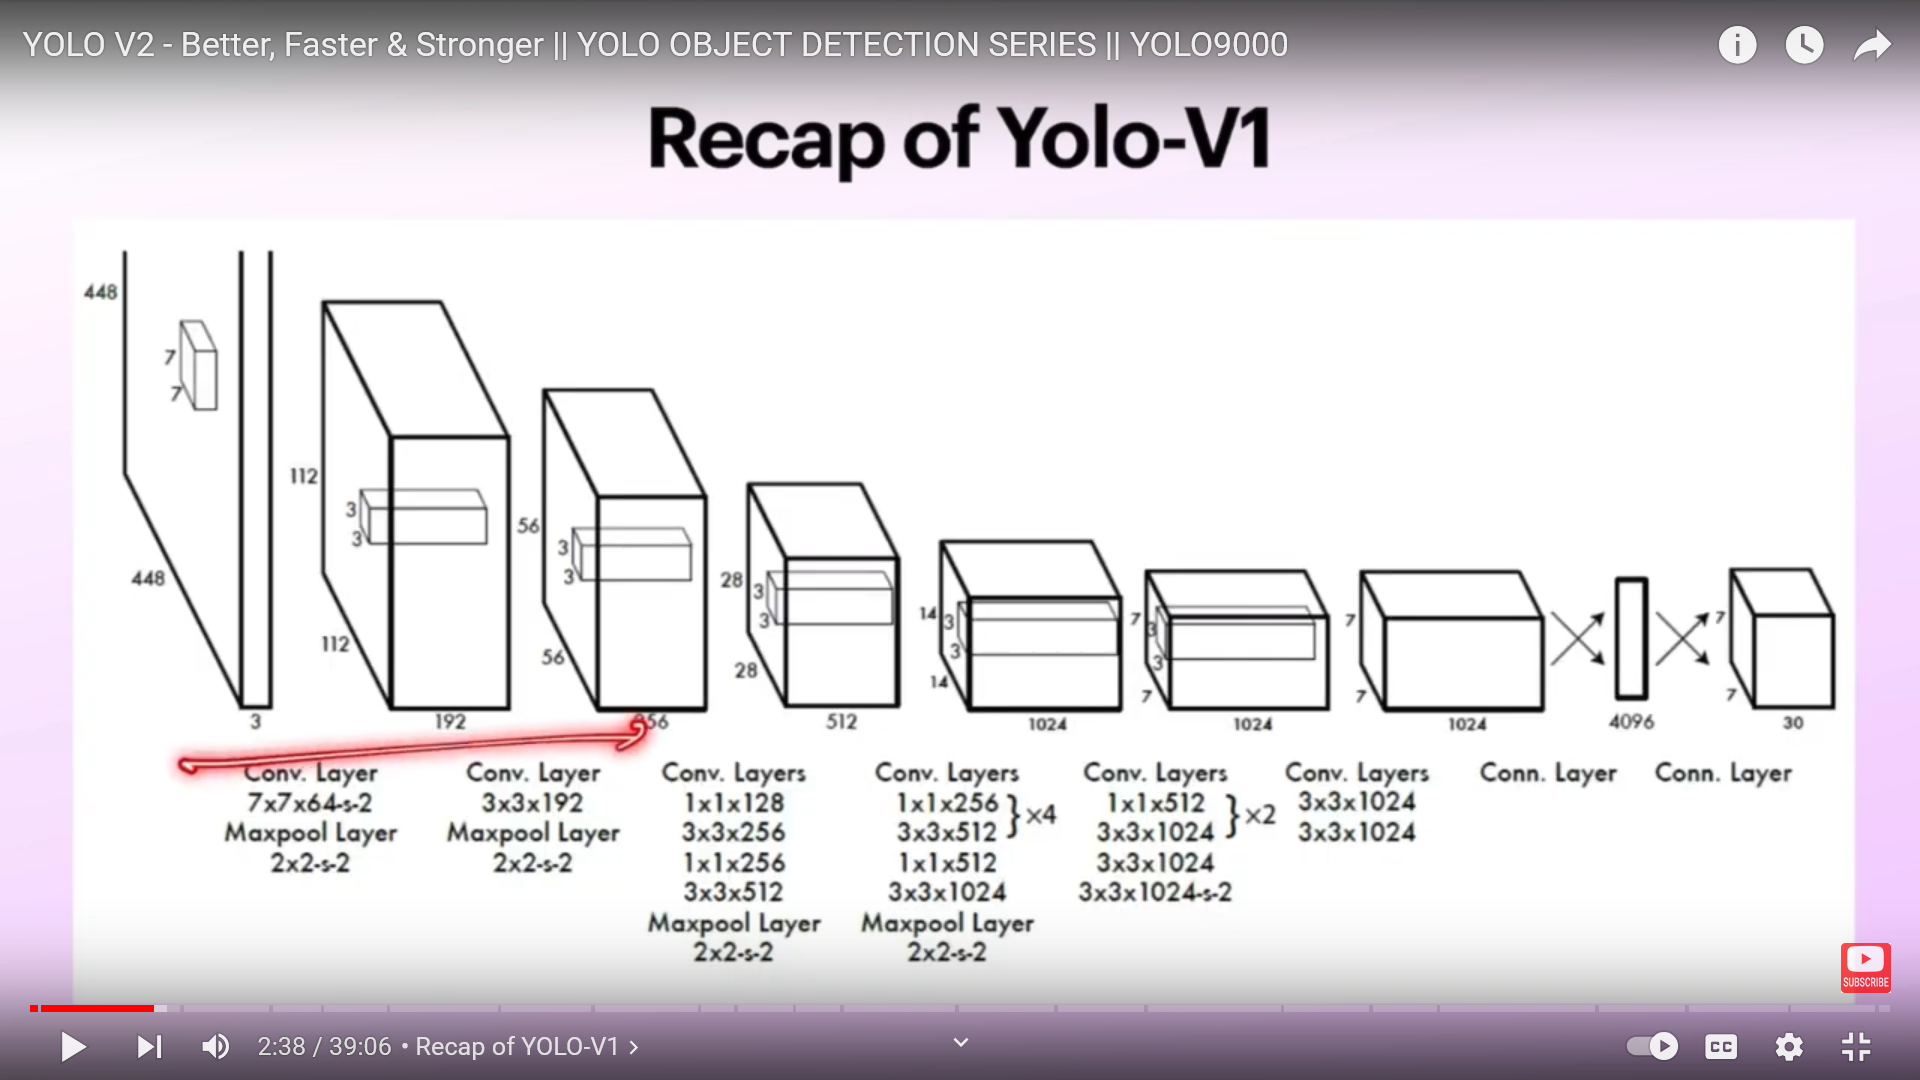 YOLO V2 - Better, Faster & Stronger || YOLO OBJECT DETECTION SERIES || YOLO9000
Recap of Yolo-V1
448
7
7
448
3
112
3
3
112
192
56
3
3
56
28
3
3
28
512
14
3
3
14
1024
7
3
3
7
1024
7
7
1024
4096
7
7
30
Conv. Layer
7x7x64-s-2
Maxpool Layer
2x2-s-2
Conv. Layer
3x3x192
Maxpool Layer
2x2-s-2
Conv. Layers
1x1x128
3x3x256
1x1x256
3x3x512
Maxpool Layer
2x2-s-2
Conv. Layers
1x1x256
3x3x512 } ×4
1x1x512
3x3x1024
Maxpool Layer
2x2-s-2
Conv. Layers
1x1x512
3x3x1024 } ×2
3x3x1024
3x3x1024-s-2
Conv. Layers
3x3x1024
3x3x1024
Conn. Layer
Conn. Layer
SUBSCRIBE
2:38 / 39:06 • Recap of YOLO-V1 >
CC